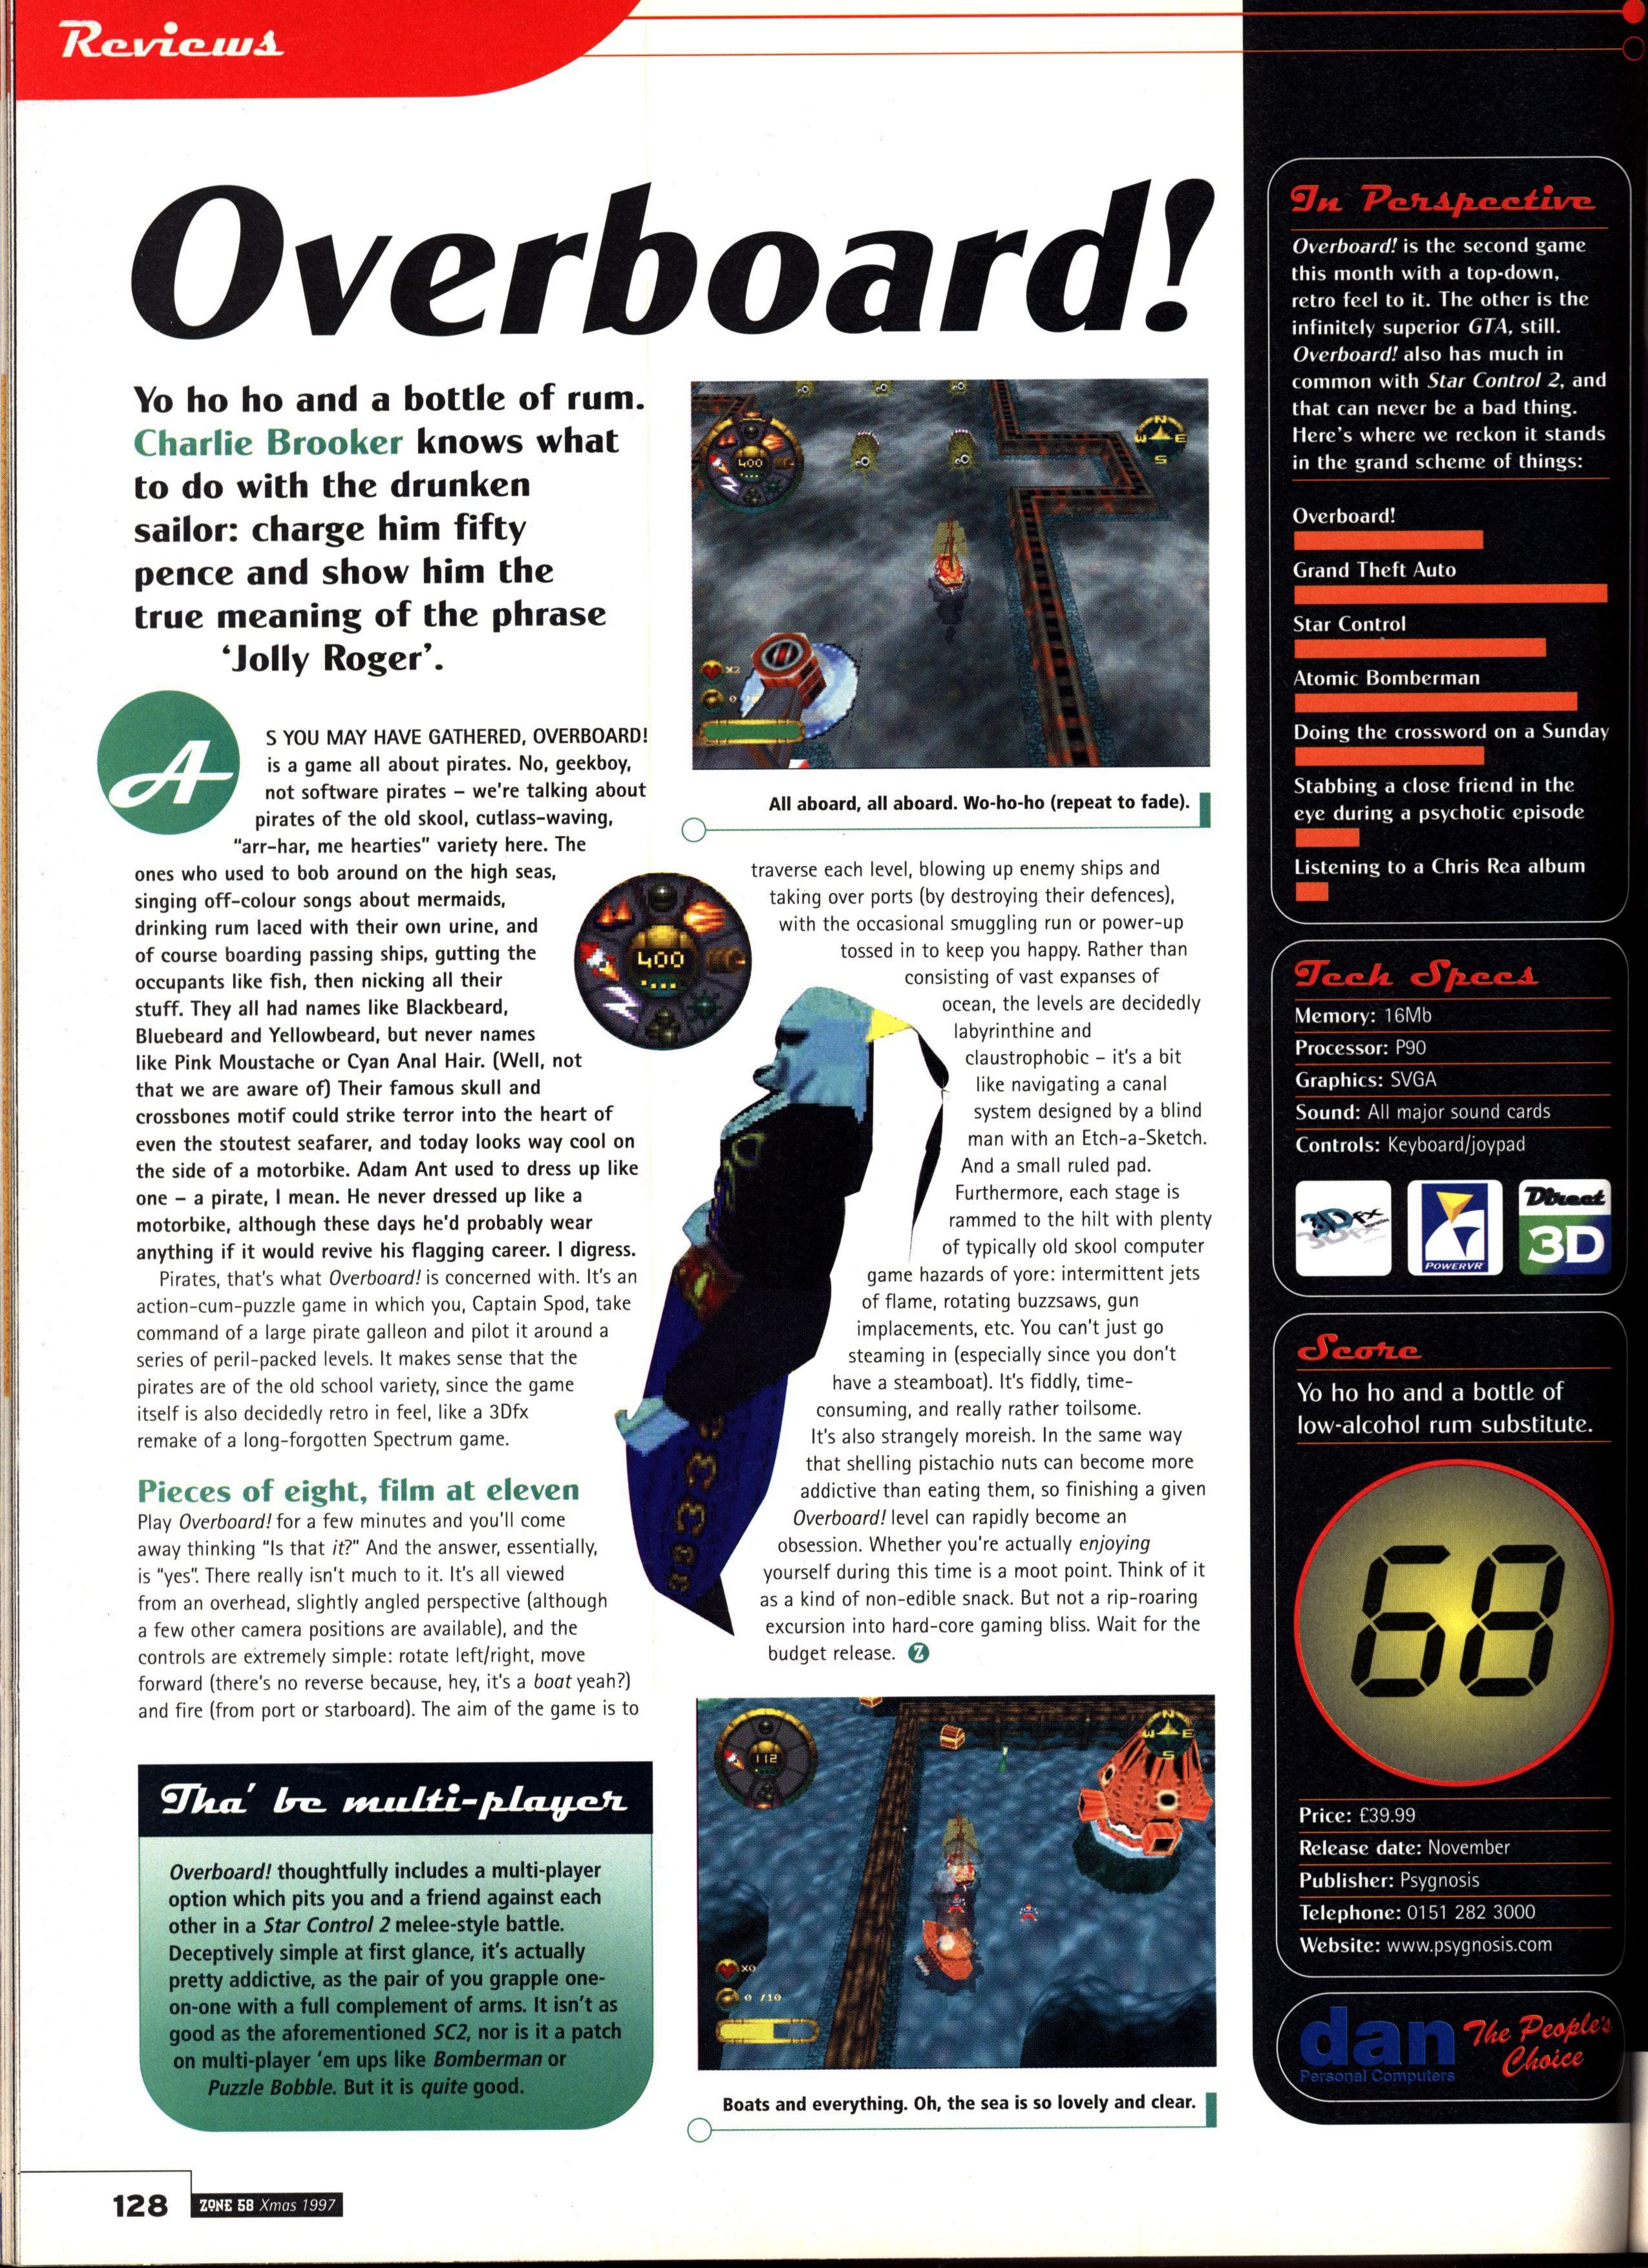 Reviews
Overboard!
Yo ho ho and a bottle of rum.
Charlie Brooker knows what
to do with the drunken
sailor: charge him fifty
pence and show him the
true meaning of the phrase
‘Jolly Roger’.
AS YOU MAY HAVE GATHERED, OVERBOARD!
is a game all about pirates. No, geekboy,
not software pirates – we're talking about
pirates of the old skool, cutlass-waving,
"arr-har, me hearties" variety here. The
ones who used to bob around on the high seas,
singing off-colour songs about mermaids,
drinking rum laced with their own urine, and
of course boarding passing ships, gutting the
occupants like fish, then nicking all their
stuff. They all had names like Blackbeard,
Bluebeard and Yellowbeard, but never names
like Pink Moustache or Cyan Anal Hair. (Well, not
that we are aware of) Their famous skull and
crossbones motif could strike terror into the heart of
even the stoutest seafarer, and today looks way cool on
the side of a motorbike. Adam Ant used to dress up like
one – a pirate, I mean. He never dressed up like a
motorbike, although these days he'd probably wear
anything if it would revive his flagging career. I digress.
Pirates, that's what Overboard! is concerned with. It's an
action-cum-puzzle game in which you, Captain Spod, take
command of a large pirate galleon and pilot it around a
series of peril-packed levels. It makes sense that the
pirates are of the old school variety, since the game
itself is also decidedly retro in feel, like a 3Dfx
remake of a long-forgotten Spectrum game.
Pieces of eight, film at eleven
Play Overboard! for a few minutes and you'll come
away thinking "Is that it?" And the answer, essentially,
is "yes". There really isn't much to it. It's all viewed
from an overhead, slightly angled perspective (although
a few other camera positions are available), and the
controls are extremely simple: rotate left/right, move
forward (there's no reverse because, hey, it's a boat yeah?)
and fire (from port or starboard). The aim of the game is to
Tha' be multi-player
Overboard! thoughtfully includes a multi-player
option which pits you and a friend against each
other in a Star Control 2 melee-style battle.
Deceptively simple at first glance, it's actually
pretty addictive, as the pair of you grapple one-
on-one with a full complement of arms. It isn't as
good as the aforementioned SC2, nor is it a patch
on multi-player 'em ups like Bomberman or
Puzzle Bobble. But it is quite good.
400
N
W E
S
X2
0
All aboard, all aboard. Wo-ho-ho (repeat to fade).
400
traverse each level, blowing up enemy ships and
taking over ports (by destroying their defences),
with the occasional smuggling run or power-up
tossed in to keep you happy. Rather than
consisting of vast expanses of
ocean, the levels are decidedly
labyrinthine and
claustrophobic – it's a bit
like navigating a canal
system designed by a blind
man with an Etch-a-Sketch.
And a small ruled pad.
Furthermore, each stage is
rammed to the hilt with plenty
of typically old skool computer
game hazards of yore: intermittent jets
of flame, rotating buzzsaws, gun
implacements, etc. You can't just go
steaming in (especially since you don't
have a steamboat). It's fiddly, time-
consuming, and really rather toilsome.
It's also strangely moreish. In the same way
that shelling pistachio nuts can become more
addictive than eating them, so finishing a given
Overboard! level can rapidly become an
obsession. Whether you're actually enjoying
yourself during this time is a moot point. Think of it
as a kind of non-edible snack. But not a rip-roaring
excursion into hard-core gaming bliss. Wait for the
budget release. Z
112
N
W E
S
X0
0 /10
Boats and everything. Oh, the sea is so lovely and clear.
In Perspective
Overboard! is the second game
this month with a top-down,
retro feel to it. The other is the
infinitely superior GTA, still.
Overboard! also has much in
common with Star Control 2, and
that can never be a bad thing.
Here's where we reckon it stands
in the grand scheme of things:
Overboard!
Grand Theft Auto
Star Control
Atomic Bomberman
Doing the crossword on a Sunday
Stabbing a close friend in the
eye during a psychotic episode
Listening to a Chris Rea album
Tech Specs
Memory: 16Mb
Processor: P90
Graphics: SVGA
Sound: All major sound cards
Controls: Keyboard/joypad
3Dfx
POWERVR
Direct
3D
Score
Yo ho ho and a bottle of
low-alcohol rum substitute.
68
Price: £39.99
Release date: November
Publisher: Psygnosis
Telephone: 0151 282 3000
Website: www.psygnosis.com
dan
Personal Computers
The People's
Choice
128
ZONE 58 Xmas 1997